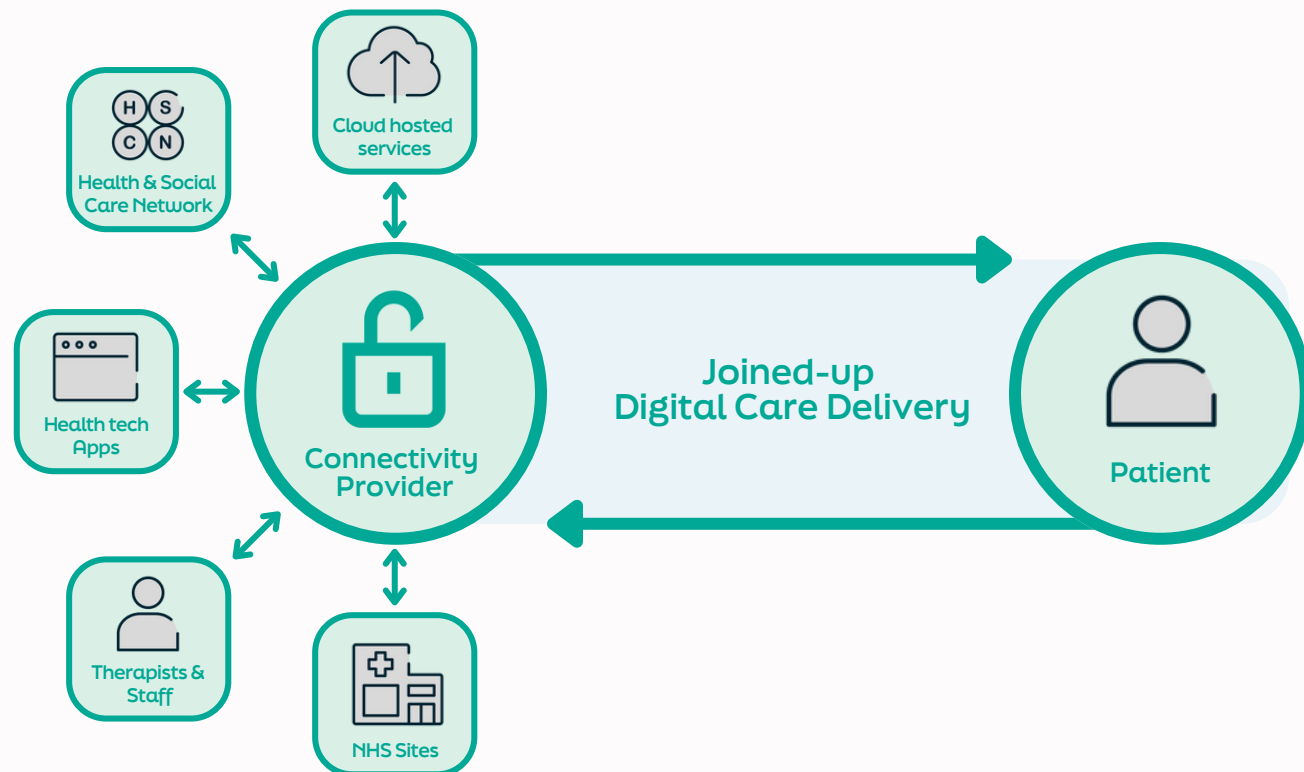 Cloud hosted
services
H S
C N
Health & Social
Care Network
Health tech
Apps
Connectivity
Provider
Joined-up
Digital Care Delivery
Patient
Therapists &
Staff
NHS Sites